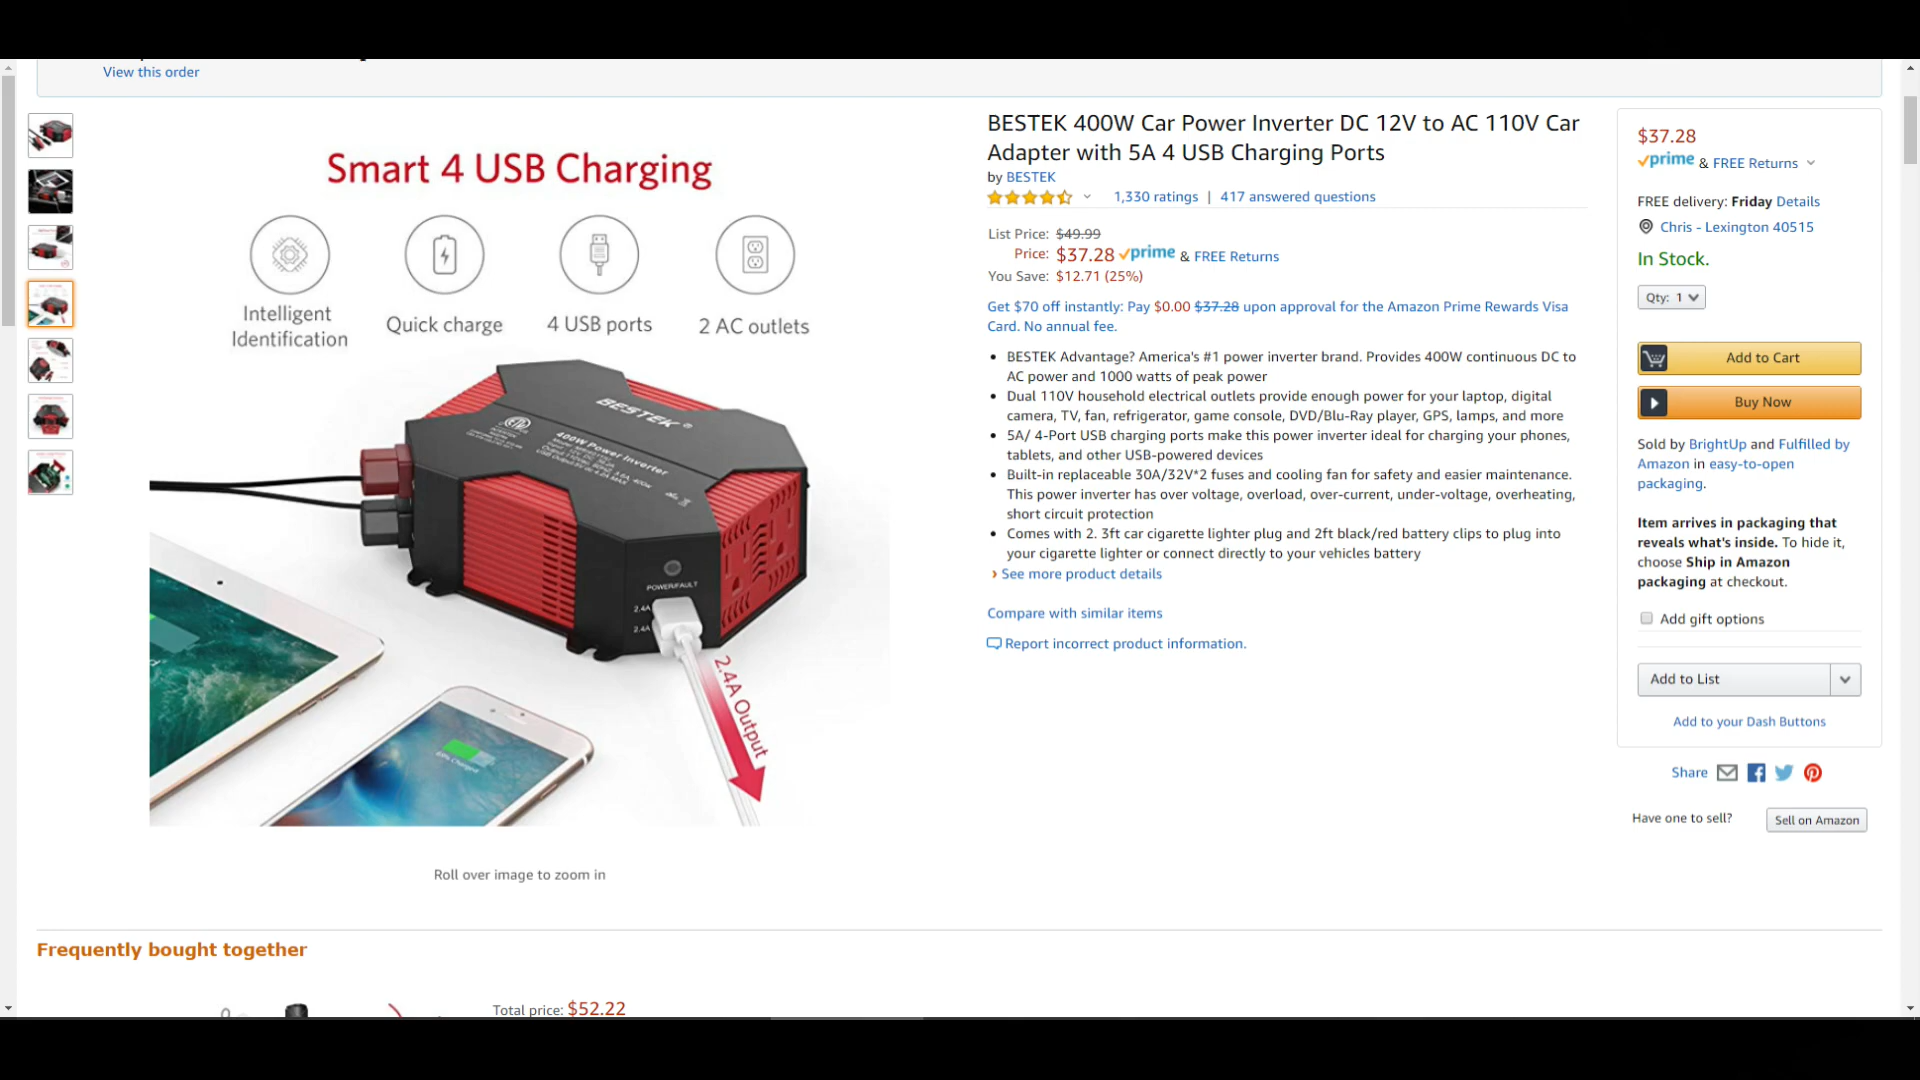 View this order
Smart 4 USB Charging
Intelligent
Identification
Quick charge
4 USB ports
2 AC outlets
BESTEK ®
400W Power Inverter
POWER/FAULT
2.4A
2.4A
2.4A Output
Roll over image to zoom in
BESTEK 400W Car Power Inverter DC 12V to AC 110V Car
Adapter with 5A 4 USB Charging Ports
by BESTEK
1,330 ratings | 417 answered questions
List Price: $49.99
Price: $37.28 prime & FREE Returns
You Save: $12.71 (25%)
Get $70 off instantly: Pay $0.00 $37.28 upon approval for the Amazon Prime Rewards Visa
Card. No annual fee.
• BESTEK Advantage? America's #1 power inverter brand. Provides 400W continuous DC to
AC power and 1000 watts of peak power
• Dual 110V household electrical outlets provide enough power for your laptop, digital
camera, TV, fan, refrigerator, game console, DVD/Blu-Ray player, GPS, lamps, and more
• 5A/ 4-Port USB charging ports make this power inverter ideal for charging your phones,
tablets, and other USB-powered devices
• Built-in replaceable 30A/32V*2 fuses and cooling fan for safety and easier maintenance.
This power inverter has over voltage, overload, over-current, under-voltage, overheating,
short circuit protection
• Comes with 2. 3ft car cigarette lighter plug and 2ft black/red battery clips to plug into
your cigarette lighter or connect directly to your vehicles battery
› See more product details
Compare with similar items
Report incorrect product information.
$37.28
prime & FREE Returns
FREE delivery: Friday Details
Chris - Lexington 40515
In Stock.
Qty: 1
Add to Cart
Buy Now
Sold by BrightUp and Fulfilled by
Amazon in easy-to-open
packaging.
Item arrives in packaging that
reveals what's inside. To hide it,
choose Ship in Amazon
packaging at checkout.
Add gift options
Add to List
Add to your Dash Buttons
Share
Have one to sell?
Sell on Amazon
Frequently bought together
Total price: $52.22